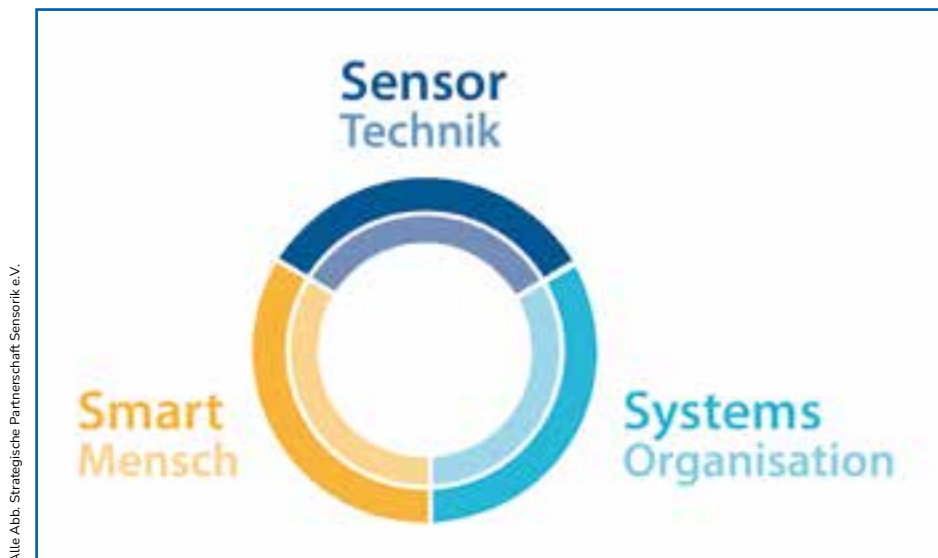 Sensor
Technik
Smart
Mensch
Systems
Organisation
Alle Abb. Strategische Partnerschaft Sensorik e.V.